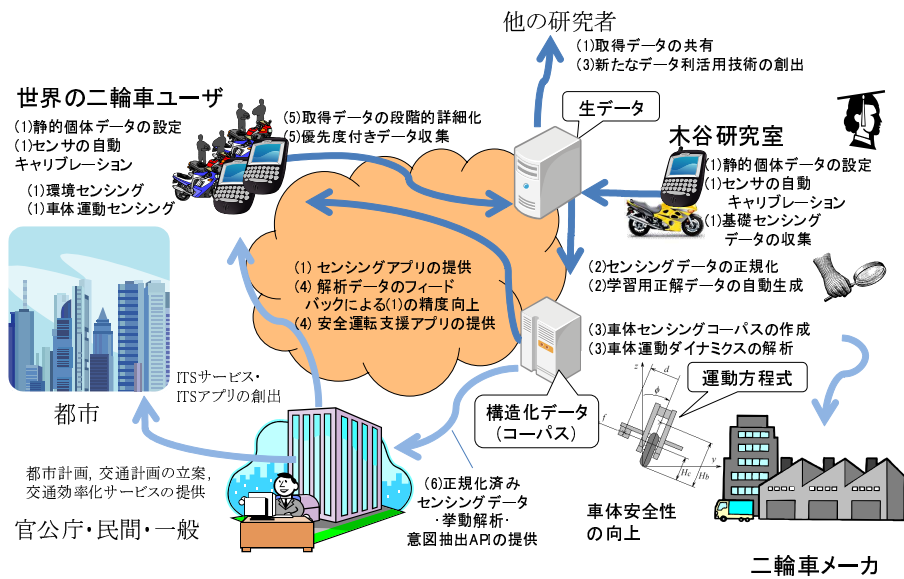 他の研究者
(1)取得データの共有
(3)新たなデータ利活用技術の創出
世界の二輪車ユーザ
(1)静的個体データの設定
(1)センサの自動
キャリブレーション
(1)環境センシング
(1)車体運動センシング
(5)取得データの段階的詳細化
(5)優先度付きデータ収集
生データ
木谷研究室
(1)静的個体データの設定
(1)センサの自動
キャリブレーション
(1)基礎センシング
データの収集
(1) センシングアプリの提供
(4) 解析データのフィード
バックによる(1)の精度向上
(4) 安全運転支援アプリの提供
(2)センシングデータの正規化
(2)学習用正解データの自動生成
(3)車体センシングコーパスの作成
(3)車体運動ダイナミクスの解析
ITSサービス・
ITSアプリの創出
都市
構造化データ
(コーパス)
運動方程式
z
d
ϕ
f
y
Hc
Hb
都市計画, 交通計画の立案,
交通効率化サービスの提供
官公庁・民間・一般
(6)正規化済み
センシングデータ
・挙動解析・
意図抽出APIの提供
車体安全性
の向上
二輪車メーカ